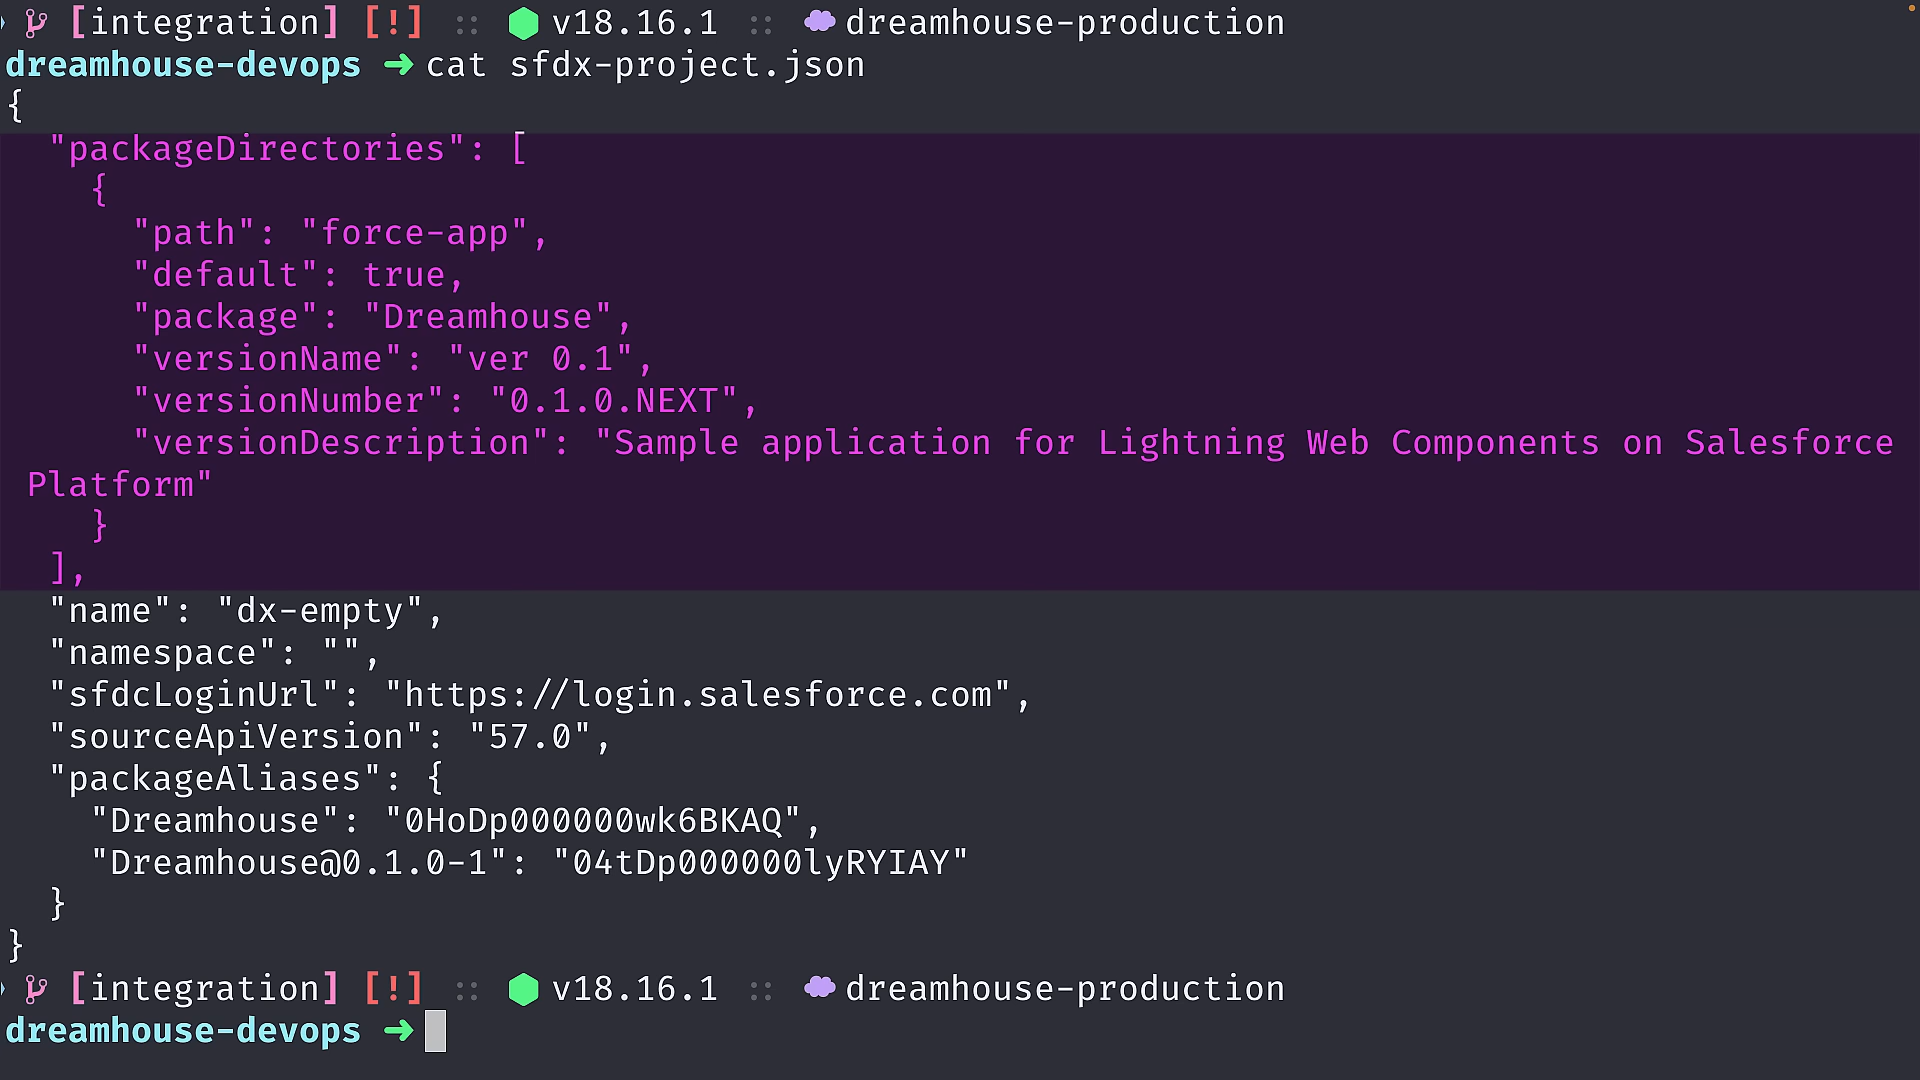 [integration] [!] :: v18.16.1 :: dreamhouse-production
dreamhouse-devops ➜ cat sfdx-project.json
{
  "packageDirectories": [
    {
      "path": "force-app",
      "default": true,
      "package": "Dreamhouse",
      "versionName": "ver 0.1",
      "versionNumber": "0.1.0.NEXT",
      "versionDescription": "Sample application for Lightning Web Components on Salesforce
 Platform"
    }
  ],
  "name": "dx-empty",
  "namespace": "",
  "sfdcLoginUrl": "https://login.salesforce.com",
  "sourceApiVersion": "57.0",
  "packageAliases": {
    "Dreamhouse": "0HoDp000000wk6BKAQ",
    "Dreamhouse@0.1.0-1": "04tDp000000lyRYIAY"
  }
}
[integration] [!] :: v18.16.1 :: dreamhouse-production
dreamhouse-devops ➜